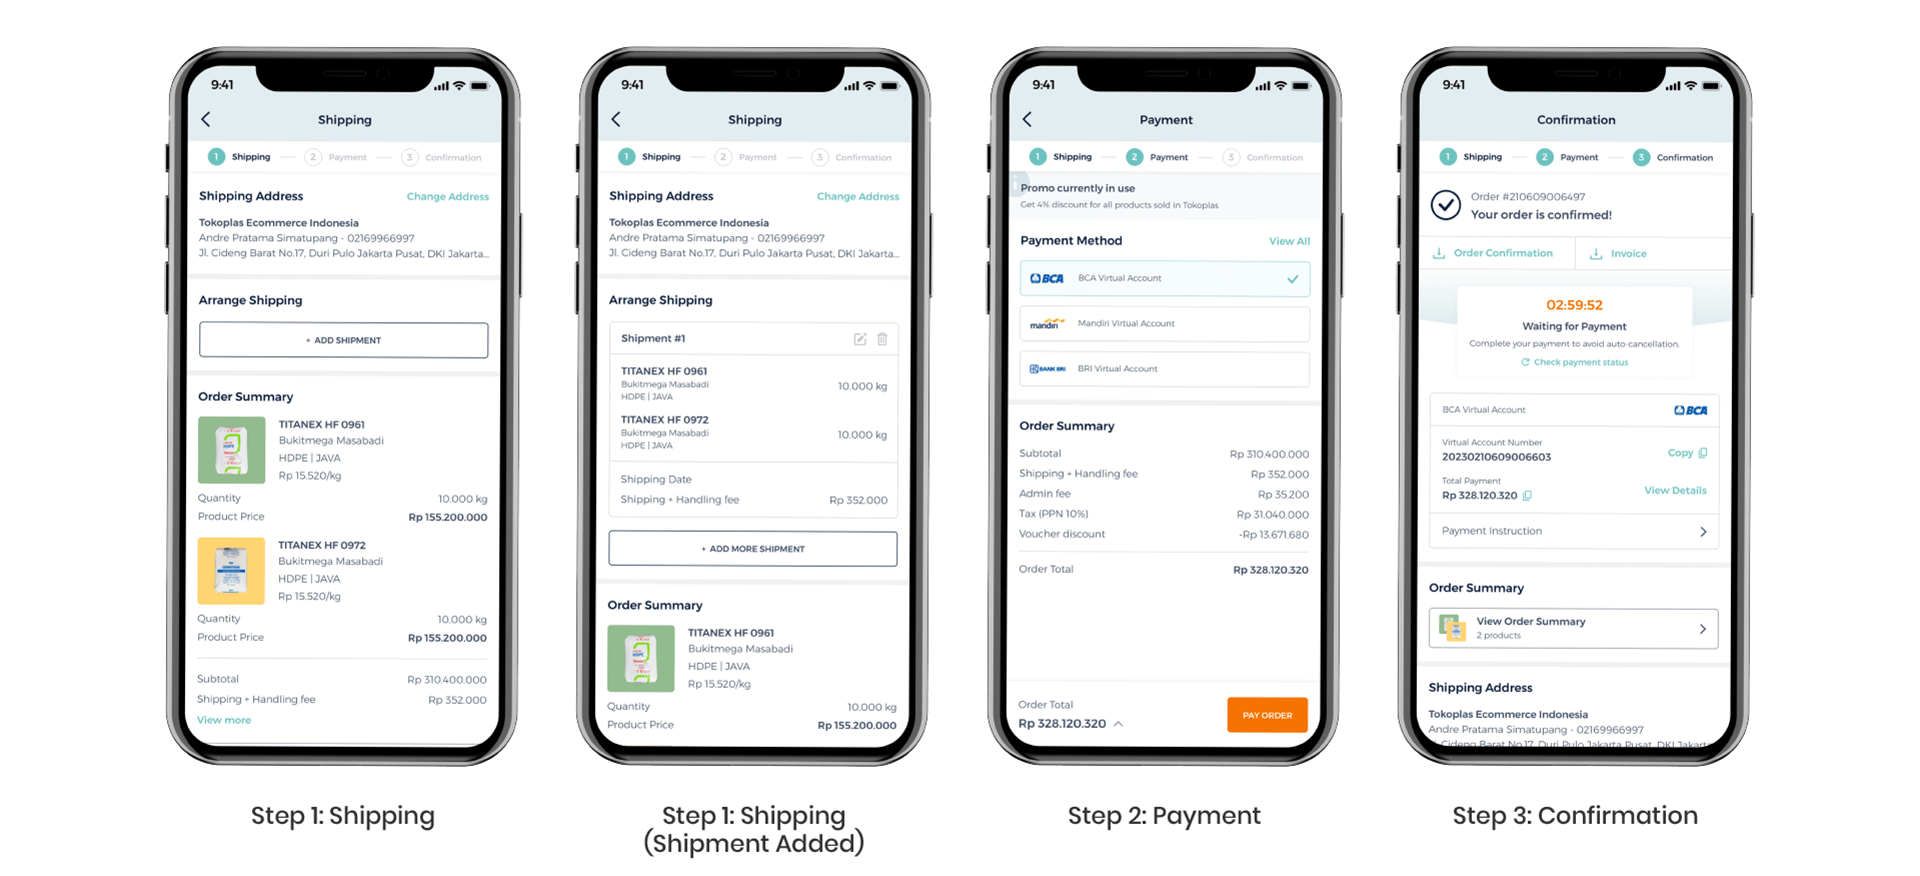 9:41
Shipping
1 Shipping 2 Payment 3 Confirmation
Shipping Address Change Address
Tokoplas Ecommerce Indonesia
Andre Pratama Simatupang - 02169966997
Jl. Cideng Barat No.17, Duri Pulo Jakarta Pusat, DKI Jakarta...
Arrange Shipping
+ ADD SHIPMENT
Order Summary
TITANEX HF 0961
Bukitmega Masabadi
HDPE | JAVA
Rp 15.520/kg
Quantity 10.000 kg
Product Price Rp 155.200.000
TITANEX HF 0972
Bukitmega Masabadi
HDPE | JAVA
Rp 15.520/kg
Quantity 10.000 kg
Product Price Rp 155.200.000
Subtotal Rp 310.400.000
Shipping + Handling fee Rp 352.000
View more
Step 1: Shipping
9:41
Shipping
1 Shipping 2 Payment 3 Confirmation
Shipping Address Change Address
Tokoplas Ecommerce Indonesia
Andre Pratama Simatupang - 02169966997
Jl. Cideng Barat No.17, Duri Pulo Jakarta Pusat, DKI Jakarta...
Arrange Shipping
Shipment #1
TITANEX HF 0961
Bukitmega Masabadi 10.000 kg
HDPE | JAVA
TITANEX HF 0972
Bukitmega Masabadi 10.000 kg
HDPE | JAVA
Shipping Date
Shipping + Handling fee Rp 352.000
+ ADD MORE SHIPMENT
Order Summary
TITANEX HF 0961
Bukitmega Masabadi
HDPE | JAVA
Rp 15.520/kg
Quantity 10.000 kg
Product Price Rp 155.200.000
Step 1: Shipping
(Shipment Added)
9:41
Payment
1 Shipping 2 Payment 3 Confirmation
Promo currently in use
Get 4% discount for all products sold in Tokoplas
Payment Method View All
BCA BCA Virtual Account
mandiri Mandiri Virtual Account
BANK BRI BRI Virtual Account
Order Summary
Subtotal Rp 310.400.000
Shipping + Handling fee Rp 352.000
Admin fee Rp 35.200
Tax (PPN 10%) Rp 31.040.000
Voucher discount -Rp 13.671.680
Order Total Rp 328.120.320
Order Total
Rp 328.120.320
PAY ORDER
Step 2: Payment
9:41
Confirmation
1 Shipping 2 Payment 3 Confirmation
Order #210609006497
Your order is confirmed!
Order Confirmation Invoice
02:59:52
Waiting for Payment
Complete your payment to avoid auto-cancellation.
Check payment status
BCA Virtual Account BCA
Virtual Account Number
20230210609006603 Copy
Total Payment
Rp 328.120.320 View Details
Payment Instruction
Order Summary
View Order Summary
2 products
Shipping Address
Tokoplas Ecommerce Indonesia
Andre Pratama Simatupang - 02169966997
Jl. Cideng Barat No.17, Duri Pulo Jakarta Pusat, DKI Jakarta...
Step 3: Confirmation